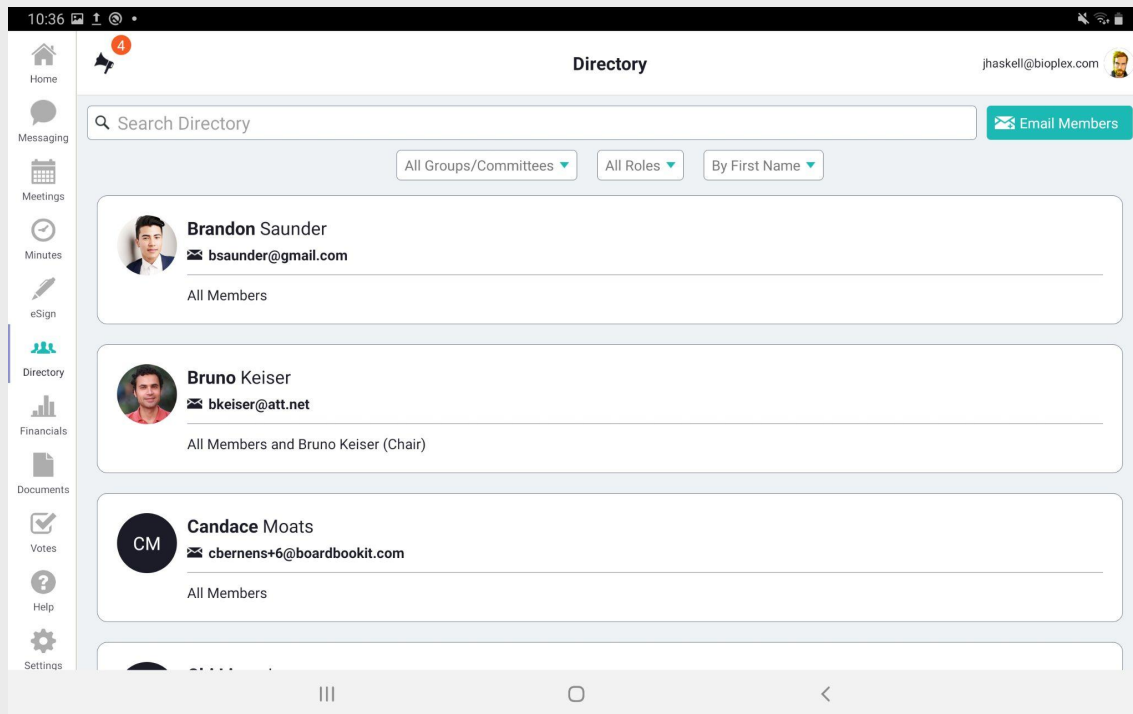 10:36
4
Directory
jhaskell@bioplex.com
Home
Messaging
Meetings
Minutes
eSign
Directory
Financials
Documents
Votes
Help
Settings
Search Directory
Email Members
All Groups/Committees
All Roles
By First Name
Brandon Saunder
bsaunder@gmail.com
All Members
Bruno Keiser
bkeiser@att.net
All Members and Bruno Keiser (Chair)
CM
Candace Moats
cbernens+6@boardbookit.com
All Members